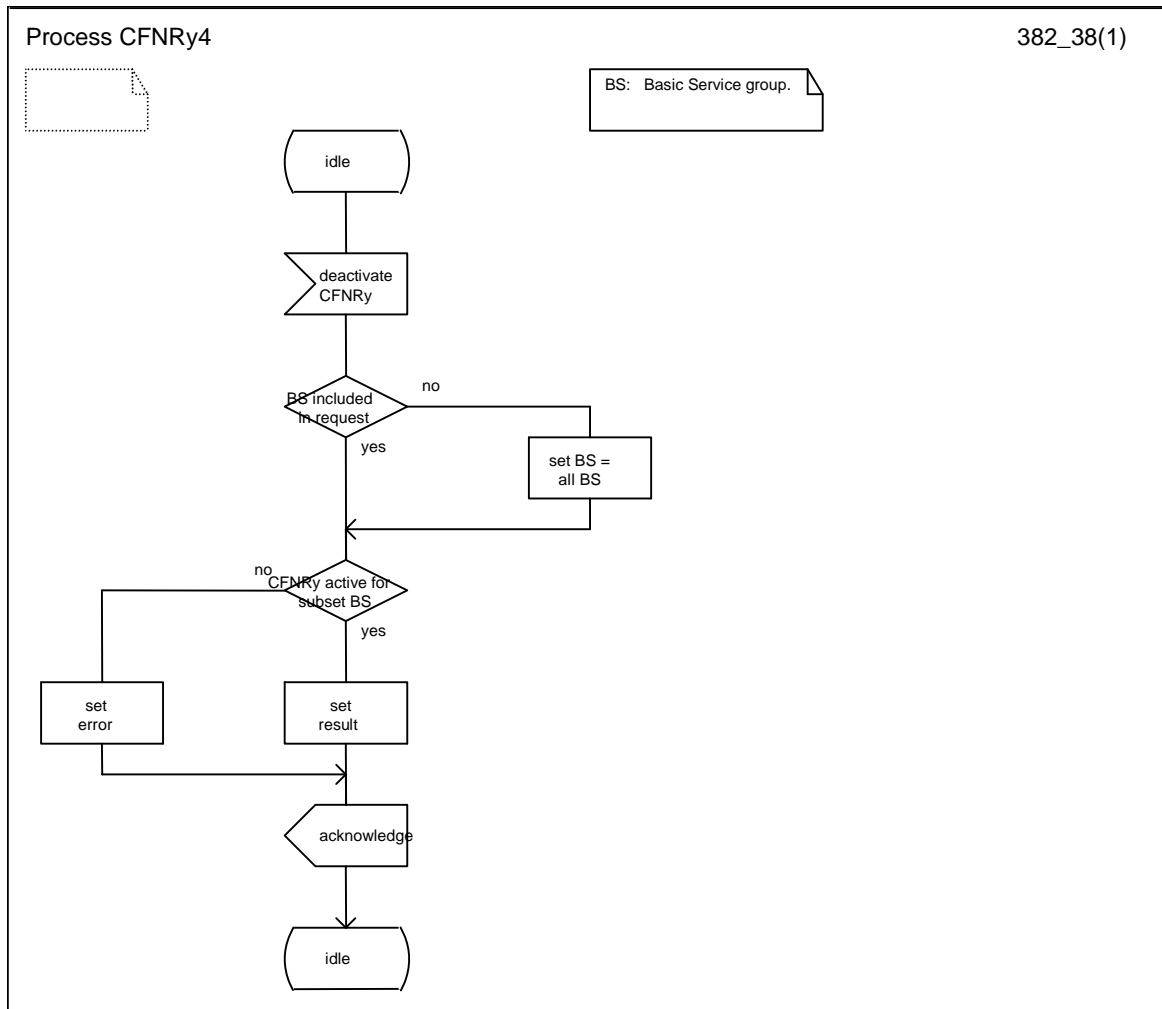 Process CFNRy4
382_38(1)
BS: Basic Service group.
idle
deactivate
CFNRy
BS included
in request
no
yes
set BS =
all BS
no
CFNRy active for
subset BS
yes
set
error
set
result
acknowledge
idle